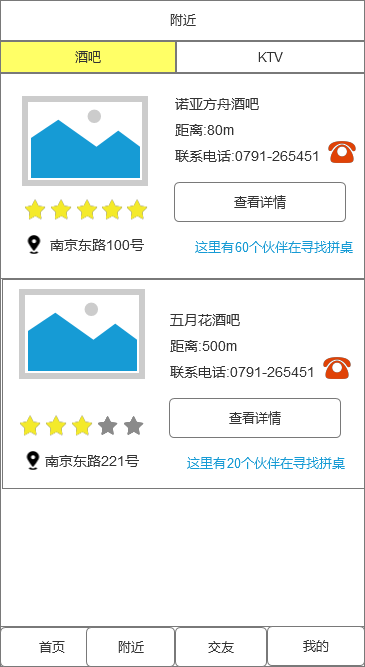 附近
酒吧
KTV
诺亚方舟酒吧
距离:80m
联系电话:0791-265451
查看详情
南京东路100号
这里有60个伙伴在寻找拼桌
五月花酒吧
距离:500m
联系电话:0791-265451
查看详情
南京东路221号
这里有20个伙伴在寻找拼桌
首页
附近
交友
我的